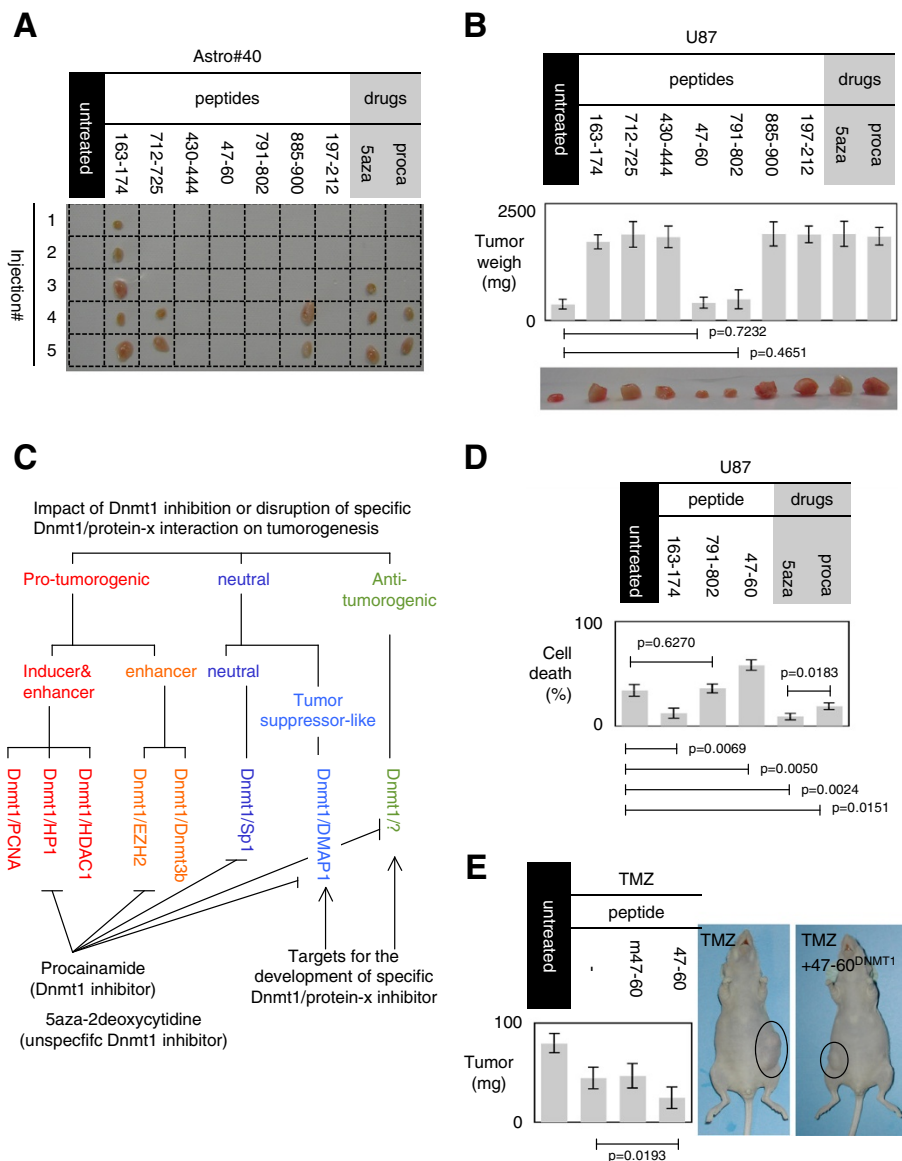 A
Astro#40
untreated
peptides
drugs
163-174
712-725
430-444
47-60
791-802
885-900
197-212
5aza
proca
Injection#
1
2
3
4
5
B
U87
untreated
peptides
drugs
163-174
712-725
430-444
47-60
791-802
885-900
197-212
5aza
proca
2500
Tumor
weigh
(mg)
0
p=0.7232
p=0.4651
C
Impact of Dnmt1 inhibition or disruption of specific
Dnmt1/protein-x interaction on tumorogenesis
Pro-tumorogenic
neutral
Anti-
tumorogenic
Inducer&
enhancer
enhancer
neutral
Tumor
suppressor-like
Dnmt1/PCNA
Dnmt1/HP1
Dnmt1/HDAC1
Dnmt1/EZH2
Dnmt1/Dnmt3b
Dnmt1/Sp1
Dnmt1/DMAP1
Dnmt1/?
Procainamide
(Dnmt1 inhibitor)
5aza-2deoxycytidine
(unspecfifc Dnmt1 inhibitor)
Targets for the
development of specific
Dnmt1/protein-x inhibitor
D
U87
untreated
peptide
drugs
163-174
791-802
47-60
5aza
proca
100
Cell
death
(%)
0
p=0.6270
p=0.0183
p=0.0069
p=0.0050
p=0.0024
p=0.0151
E
untreated
TMZ
peptide
-
m47-60
47-60
100
Tumor
(mg)
0
p=0.0193
TMZ
TMZ
+47-60DNMT1